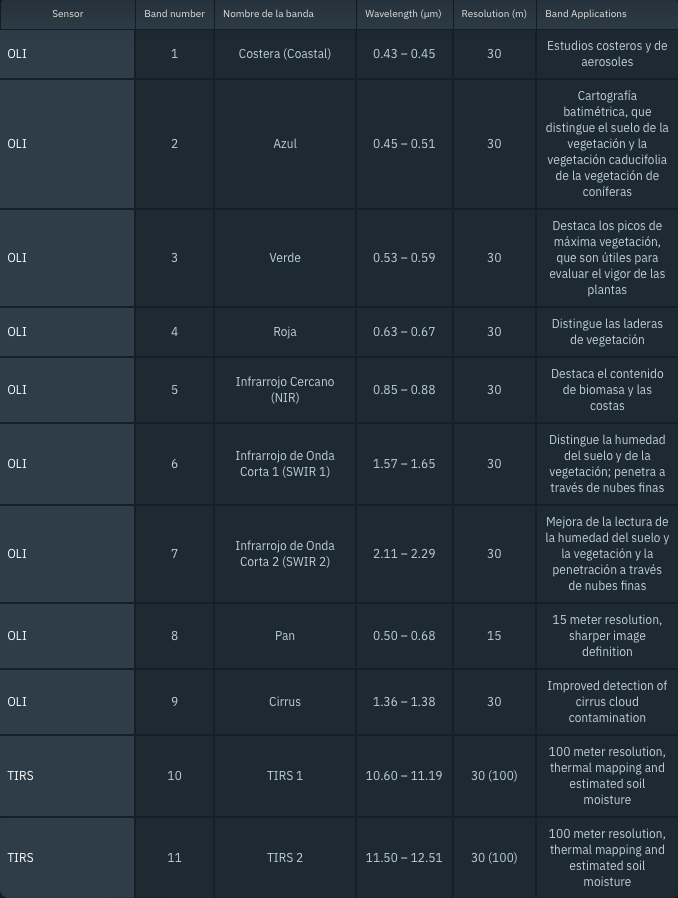 Sensor
Band number
Nombre de la banda
Wavelength (µm)
Resolution (m)
Band Applications
OLI
1
Costera (Coastal)
0.43 – 0.45
30
Estudios costeros y de
aerosoles
OLI
2
Azul
0.45 – 0.51
30
Cartografía
batimétrica, que
distingue el suelo de la
vegetación y la
vegetación caducifolia
de la vegetación de
coníferas
OLI
3
Verde
0.53 – 0.59
30
Destaca los picos de
máxima vegetación,
que son útiles para
evaluar el vigor de las
plantas
OLI
4
Roja
0.63 – 0.67
30
Distingue las laderas
de vegetación
OLI
5
Infrarrojo Cercano
(NIR)
0.85 – 0.88
30
Destaca el contenido
de biomasa y las
costas
OLI
6
Infrarrojo de Onda
Corta 1 (SWIR 1)
1.57 – 1.65
30
Distingue la humedad
del suelo y de la
vegetación; penetra a
través de nubes finas
OLI
7
Infrarrojo de Onda
Corta 2 (SWIR 2)
2.11 – 2.29
30
Mejora de la lectura de
la humedad del suelo y
la vegetación y la
penetración a través
de nubes finas
OLI
8
Pan
0.50 – 0.68
15
15 meter resolution,
sharper image
definition
OLI
9
Cirrus
1.36 – 1.38
30
Improved detection of
cirrus cloud
contamination
TIRS
10
TIRS 1
10.60 – 11.19
30 (100)
100 meter resolution,
thermal mapping and
estimated soil
moisture
TIRS
11
TIRS 2
11.50 – 12.51
30 (100)
100 meter resolution,
thermal mapping and
estimated soil
moisture